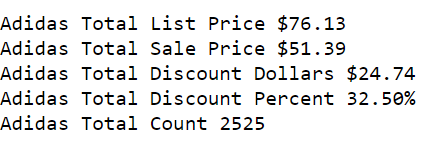 Adidas Total List Price $76.13
Adidas Total Sale Price $51.39
Adidas Total Discount Dollars $24.74
Adidas Total Discount Percent 32.50%
Adidas Total Count 2525